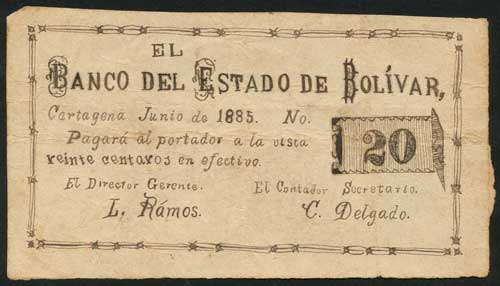 EL
BANCO DEL ESTADO DE BOLÍVAR,
Cartagena Junio de 1885. No.
Pagará al portador a la vista
veinte centavos en efectivo.
20
El Director Gerente. El Contador Secretario.
L. Rámos. C. Delgado.